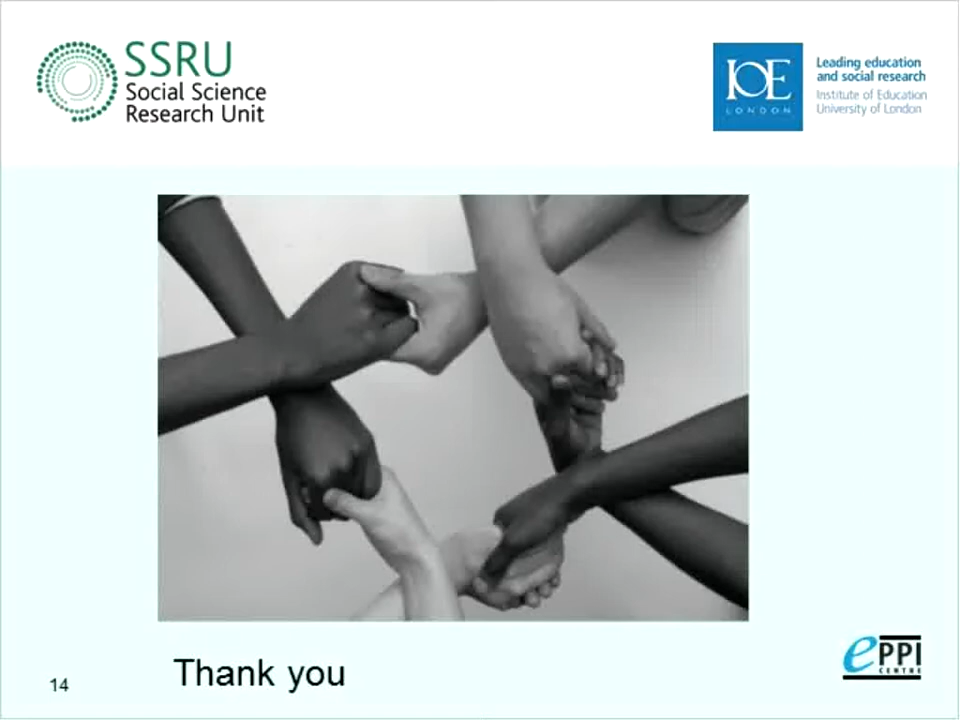 SSRU
Social Science
Research Unit
IOE
LONDON
Leading education
and social research
Institute of Education
University of London
14
Thank you
ePPI
CENTRE